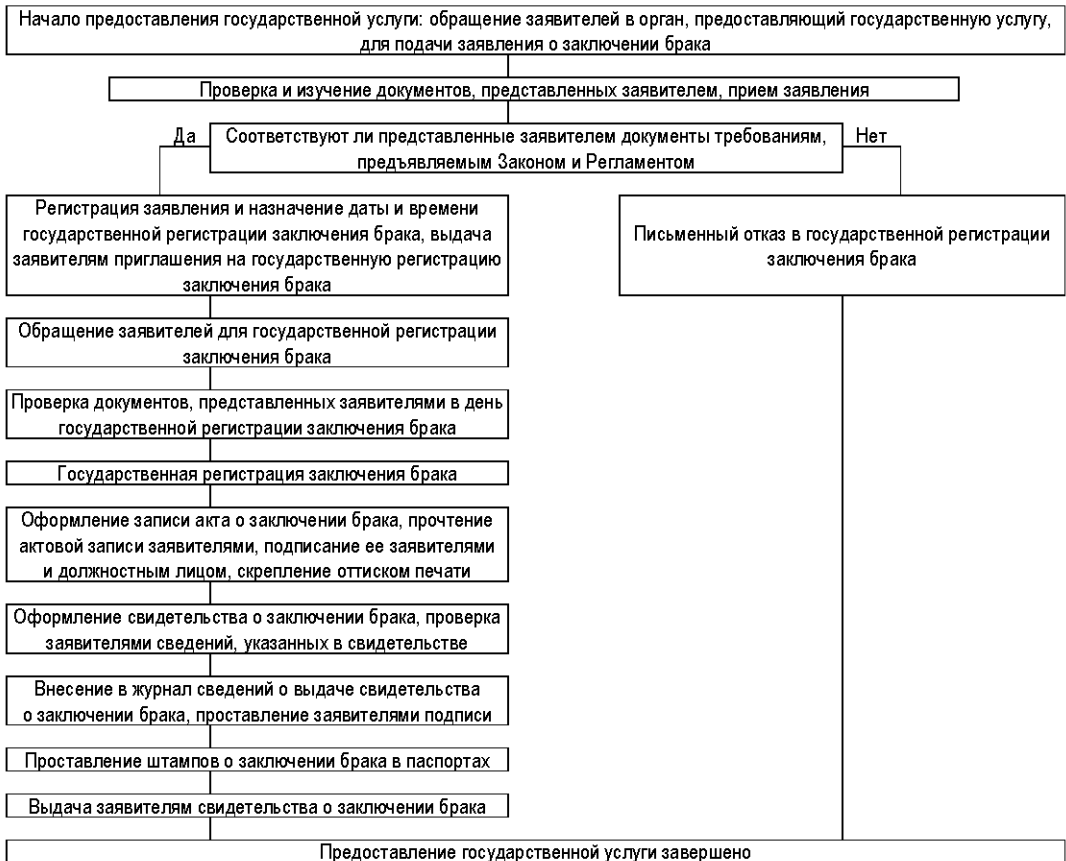 Начало предоставления государственной услуги: обращение заявителей в орган, предоставляющий государственную услугу,
для подачи заявления о заключении брака
Проверка и изучение документов, представленных заявителем, прием заявления
Да
Соответствуют ли представленные заявителем документы требованиям,
предъявляемым Законом и Регламентом
Нет
Регистрация заявления и назначение даты и времени
государственной регистрации заключения брака, выдача
заявителям приглашения на государственную регистрацию
заключения брака
Письменный отказ в государственной регистрации
заключения брака
Обращение заявителей для государственной регистрации
заключения брака
Проверка документов, представленных заявителями в день
государственной регистрации заключения брака
Государственная регистрация заключения брака
Оформление записи акта о заключении брака, прочтение
актовой записи заявителями, подписание ее заявителями
и должностным лицом, скрепление оттиском печати
Оформление свидетельства о заключении брака, проверка
заявителями сведений, указанных в свидетельстве
Внесение в журнал сведений о выдаче свидетельства
о заключении брака, проставление заявителями подписи
Проставление штампов о заключении брака в паспортах
Выдача заявителям свидетельства о заключении брака
Предоставление государственной услуги завершено